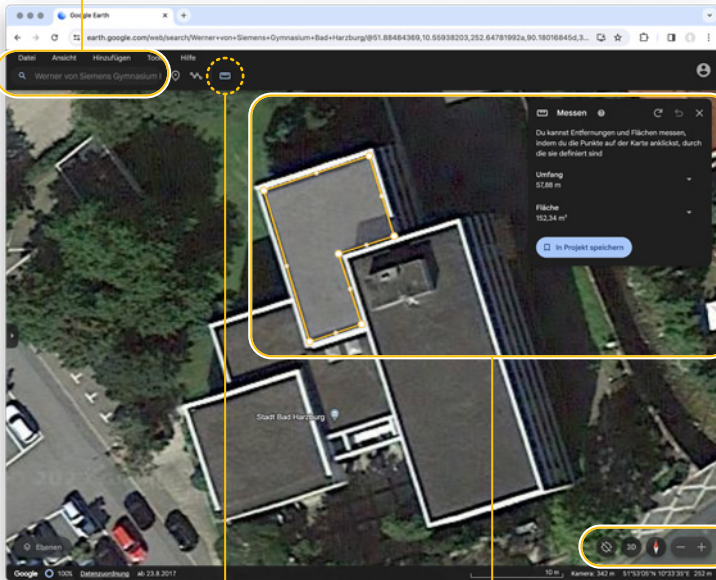 Google Earth
earth.google.com/web/search/Werner+von+Siemens+Gymnasium+Bad+Harzburg/@51.88484369,10.55938203,252.64781992a,90.18016845d,3...
Datei Ansicht Hinzufügen Tools Hilfe
Werner von Siemens Gymnasium
Messen
Du kannst Entfernungen und Flächen messen,
indem du die Punkte auf der Karte anklickst, durch
die sie definiert sind
Umfang
57,88 m
Fläche
152,34 m²
In Projekt speichern
Stadt Bad Harzburg
Ebenen
3D
Google 100% Datenzuordnung ab 23.8.2017
10 m Kamera: 342 m 51°53'05"N 10°33'35"E 252 m